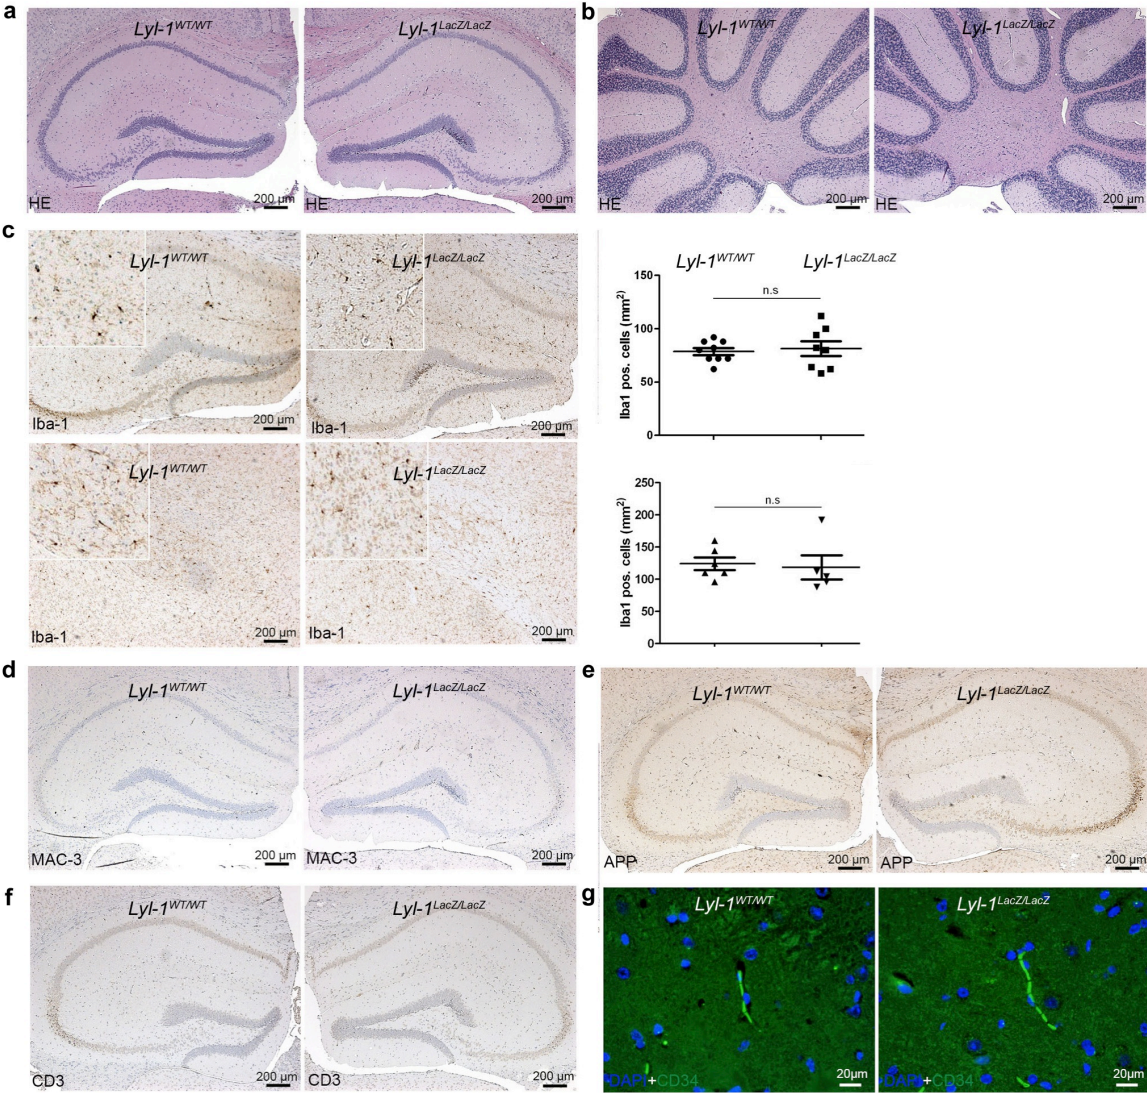 a
Lyl-1WT/WT
Lyl-1LacZ/LacZ
HE
200 µm
HE
200 µm
b
Lyl-1WT/WT
Lyl-1LacZ/LacZ
HE
200 µm
HE
200 µm
c
Lyl-1WT/WT
Lyl-1LacZ/LacZ
Iba-1
200 µm
Iba-1
200 µm
Lyl-1WT/WT
Lyl-1LacZ/LacZ
Iba-1
200 µm
Iba-1
200 µm
Lyl-1WT/WT
Lyl-1LacZ/LacZ
Iba1 pos. cells (mm2)
150
100
50
0
n.s
Iba1 pos. cells (mm2)
250
200
150
100
50
0
n.s
d
Lyl-1WT/WT
Lyl-1LacZ/LacZ
MAC-3
200 µm
MAC-3
200 µm
e
Lyl-1WT/WT
Lyl-1LacZ/LacZ
APP
200 µm
APP
200 µm
f
Lyl-1WT/WT
Lyl-1LacZ/LacZ
CD3
200 µm
CD3
200 µm
g
Lyl-1WT/WT
Lyl-1LacZ/LacZ
DAPI+CD34
20µm
DAPI+CD34
20µm